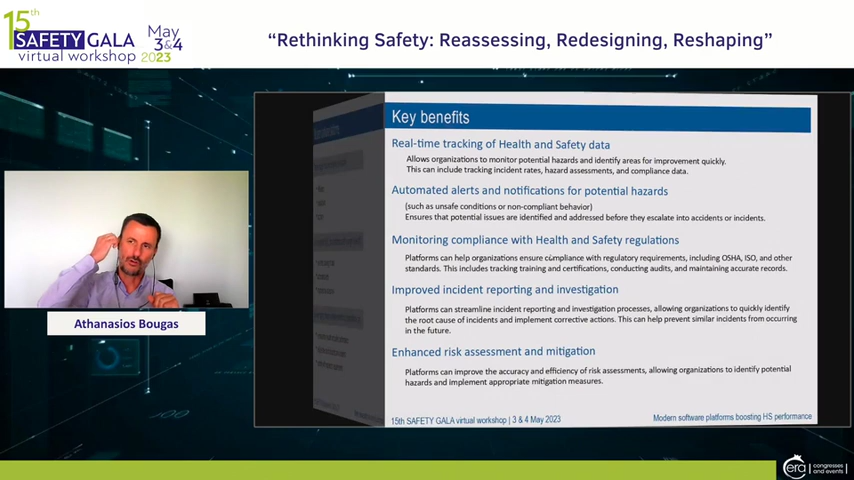 15th
SAFETY GALA
virtual workshop
May
3&4
2023
“Rethinking Safety: Reassessing, Redesigning, Reshaping”
Key benefits
Real-time tracking of Health and Safety data
Allows organizations to monitor potential hazards and identify areas for improvement quickly.
This can include tracking incident rates, hazard assessments, and compliance data.
Automated alerts and notifications for potential hazards
(such as unsafe conditions or non-compliant behavior)
Ensures that potential issues are identified and addressed before they escalate into accidents or incidents.
Monitoring compliance with Health and Safety regulations
Platforms can help organizations ensure compliance with regulatory requirements, including OSHA, ISO, and other
standards. This includes tracking training and certifications, conducting audits, and maintaining accurate records.
Improved incident reporting and investigation
Platforms can streamline incident reporting and investigation processes, allowing organizations to quickly identify
the root cause of incidents and implement corrective actions. This can help prevent similar incidents from occurring
in the future.
Enhanced risk assessment and mitigation
Platforms can improve the accuracy and efficiency of risk assessments, allowing organizations to identify potential
hazards and implement appropriate mitigation measures.
15th SAFETY GALA virtual workshop | 3 & 4 May 2023
Modern software platforms boosting HS performance
Athanasios Bougas
era
congresses
and events